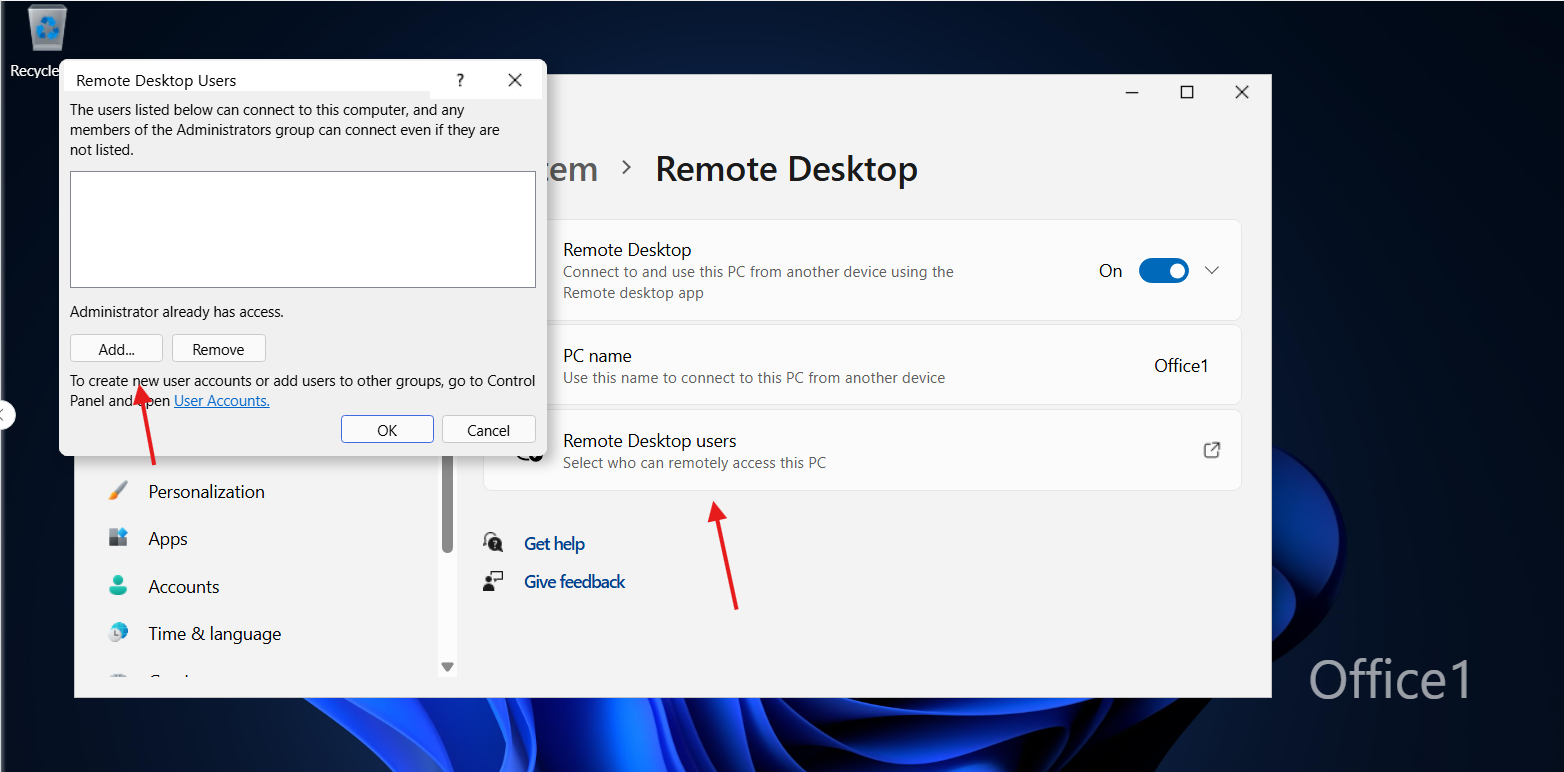 Recycle
Remote Desktop Users
?
The users listed below can connect to this computer, and any
members of the Administrators group can connect even if they are
not listed.
Administrator already has access.
Add...
Remove
To create new user accounts or add users to other groups, go to Control
Panel and open User Accounts.
OK
Cancel
Remote Desktop
Remote Desktop
Connect to and use this PC from another device using the
Remote desktop app
On
PC name
Use this name to connect to this PC from another device
Office1
Remote Desktop users
Select who can remotely access this PC
Get help
Give feedback
Personalization
Apps
Accounts
Time & language
Office1